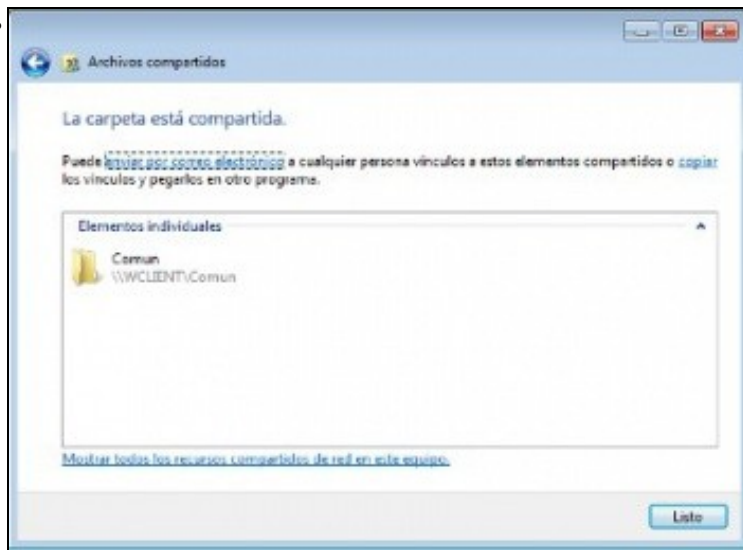 Archivos compartidos
La carpeta está compartida.
Puede enviar por correo electrónico a cualquier persona vínculos a estos elementos compartidos o copiar
los vínculos y pegarlos en otro programa.
Elementos individuales
Comun
\\WCLIENT\Comun
Mostrar todos los recursos compartidos de red en este equipo.
Listo